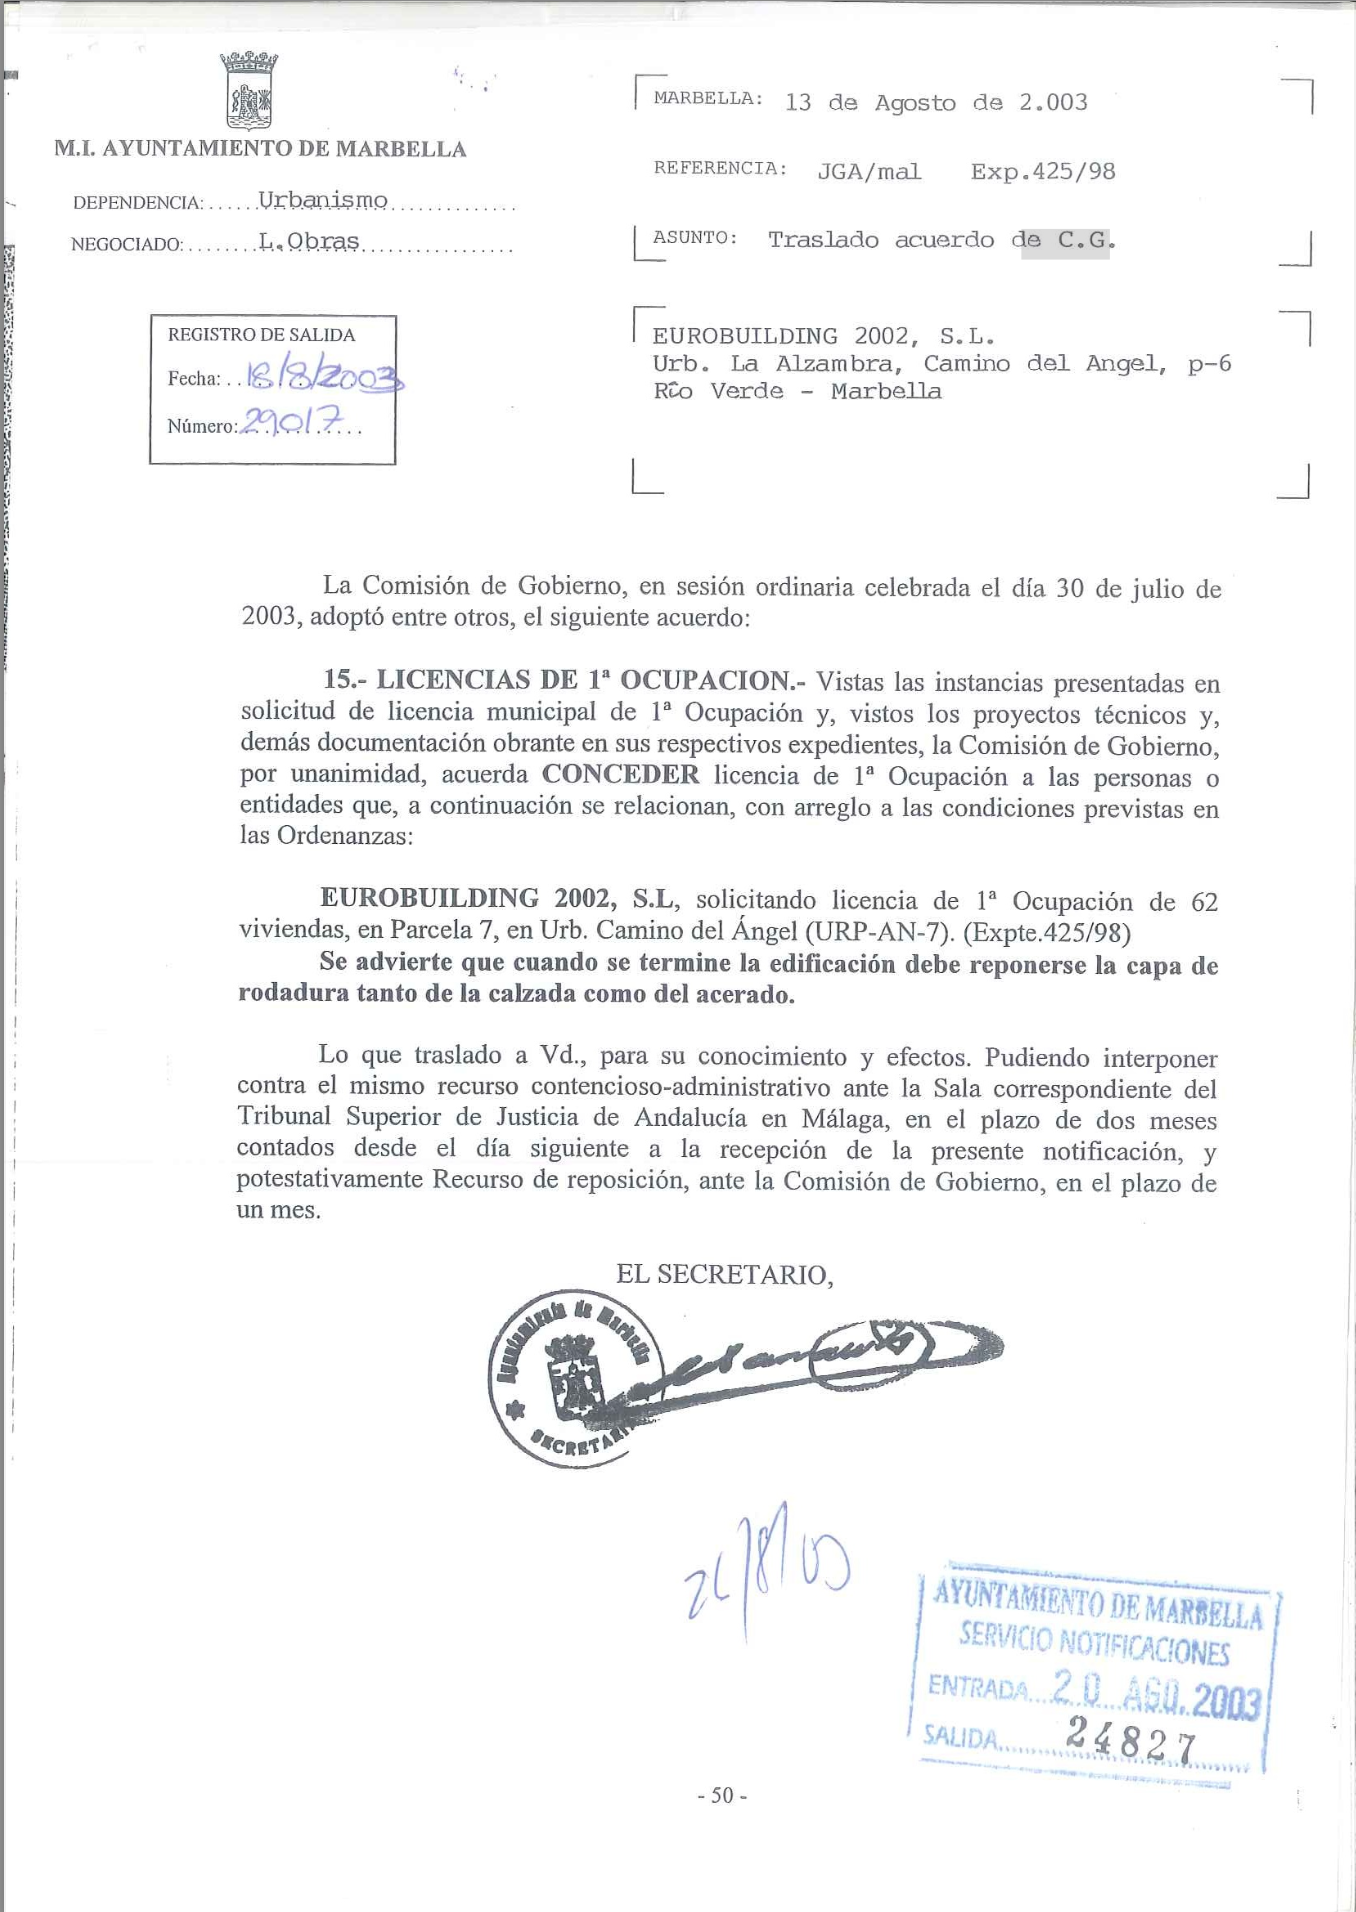 M.I. AYUNTAMIENTO DE MARBELLA
DEPENDENCIA:......Urbanismo..............
NEGOCIADO:........L.Obras.................
MARBELLA: 13 de Agosto de 2.003
REFERENCIA: JGA/mal Exp.425/98
ASUNTO: Traslado acuerdo de C.G.
REGISTRO DE SALIDA
Fecha: ..18/8/2003
Número:29017....
EUROBUILDING 2002, S.L.
Urb. La Alzambra, Camino del Angel, p-6
Río Verde - Marbella
La Comisión de Gobierno, en sesión ordinaria celebrada el día 30 de julio de
2003, adoptó entre otros, el siguiente acuerdo:
15.- LICENCIAS DE 1ª OCUPACION.- Vistas las instancias presentadas en
solicitud de licencia municipal de 1ª Ocupación y, vistos los proyectos técnicos y,
demás documentación obrante en sus respectivos expedientes, la Comisión de Gobierno,
por unanimidad, acuerda CONCEDER licencia de 1ª Ocupación a las personas o
entidades que, a continuación se relacionan, con arreglo a las condiciones previstas en
las Ordenanzas:
EUROBUILDING 2002, S.L, solicitando licencia de 1ª Ocupación de 62
viviendas, en Parcela 7, en Urb. Camino del Ángel (URP-AN-7). (Expte.425/98)
Se advierte que cuando se termine la edificación debe reponerse la capa de
rodadura tanto de la calzada como del acerado.
Lo que traslado a Vd., para su conocimiento y efectos. Pudiendo interponer
contra el mismo recurso contencioso-administrativo ante la Sala correspondiente del
Tribunal Superior de Justicia de Andalucía en Málaga, en el plazo de dos meses
contados desde el día siguiente a la recepción de la presente notificación, y
potestativamente Recurso de reposición, ante la Comisión de Gobierno, en el plazo de
un mes.
EL SECRETARIO,
Ayuntamiento de Marbella
SECRETARI
AYUNTAMIENTO DE MARBELLA
SERVICIO NOTIFICACIONES
ENTRADA...20 AGO. 2003
SALIDA........24827
- 50 -